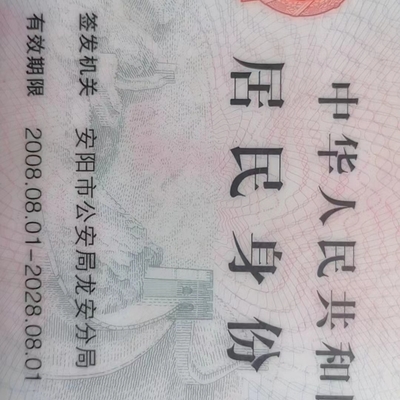 中华人民共和
居民身份
签发机关 安阳市公安局龙安分局
有效期限 2008.08.01-2028.08.01